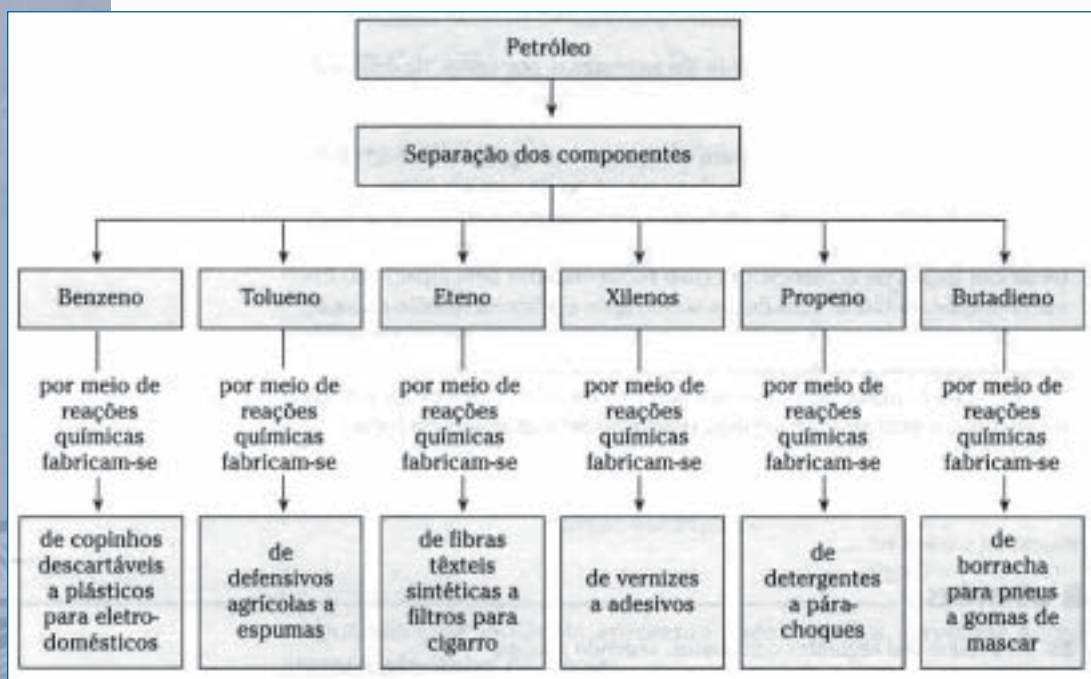 Petróleo
Separação dos componentes
Benzeno
Tolueno
Eteno
Xilenos
Propeno
Butadieno
por meio de
reações
químicas
fabricam-se
por meio de
reações
químicas
fabricam-se
por meio de
reações
químicas
fabricam-se
por meio de
reações
químicas
fabricam-se
por meio de
reações
químicas
fabricam-se
por meio de
reações
químicas
fabricam-se
de copinhos
descartáveis
a plásticos
para eletro-
domésticos
de
defensivos
agrícolas a
espumas
de fibras
têxteis
sintéticas a
filtros para
cigarro
de vernizes
a adesivos
de
detergentes
a pára-
choques
de
borracha
para pneus
a gomas de
mascar